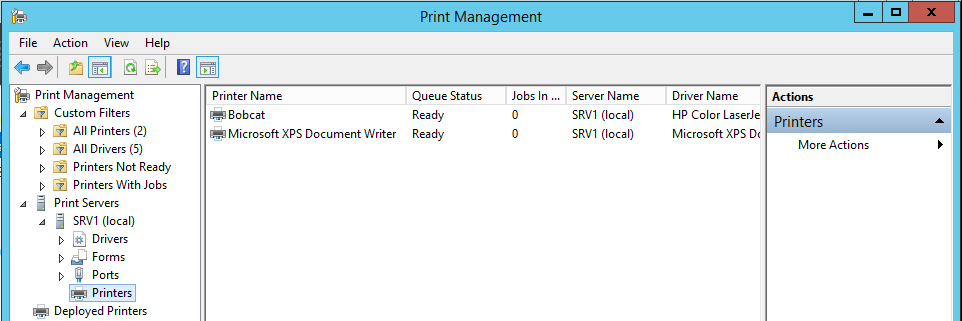 Print Management
File Action View Help
Print Management
Custom Filters
All Printers (2)
All Drivers (5)
Printers Not Ready
Printers With Jobs
Print Servers
SRV1 (local)
Drivers
Forms
Ports
Printers
Deployed Printers
Printer Name Queue Status Jobs In ... Server Name Driver Name
Bobcat Ready 0 SRV1 (local) HP Color LaserJe
Microsoft XPS Document Writer Ready 0 SRV1 (local) Microsoft XPS Do
Actions
Printers
More Actions